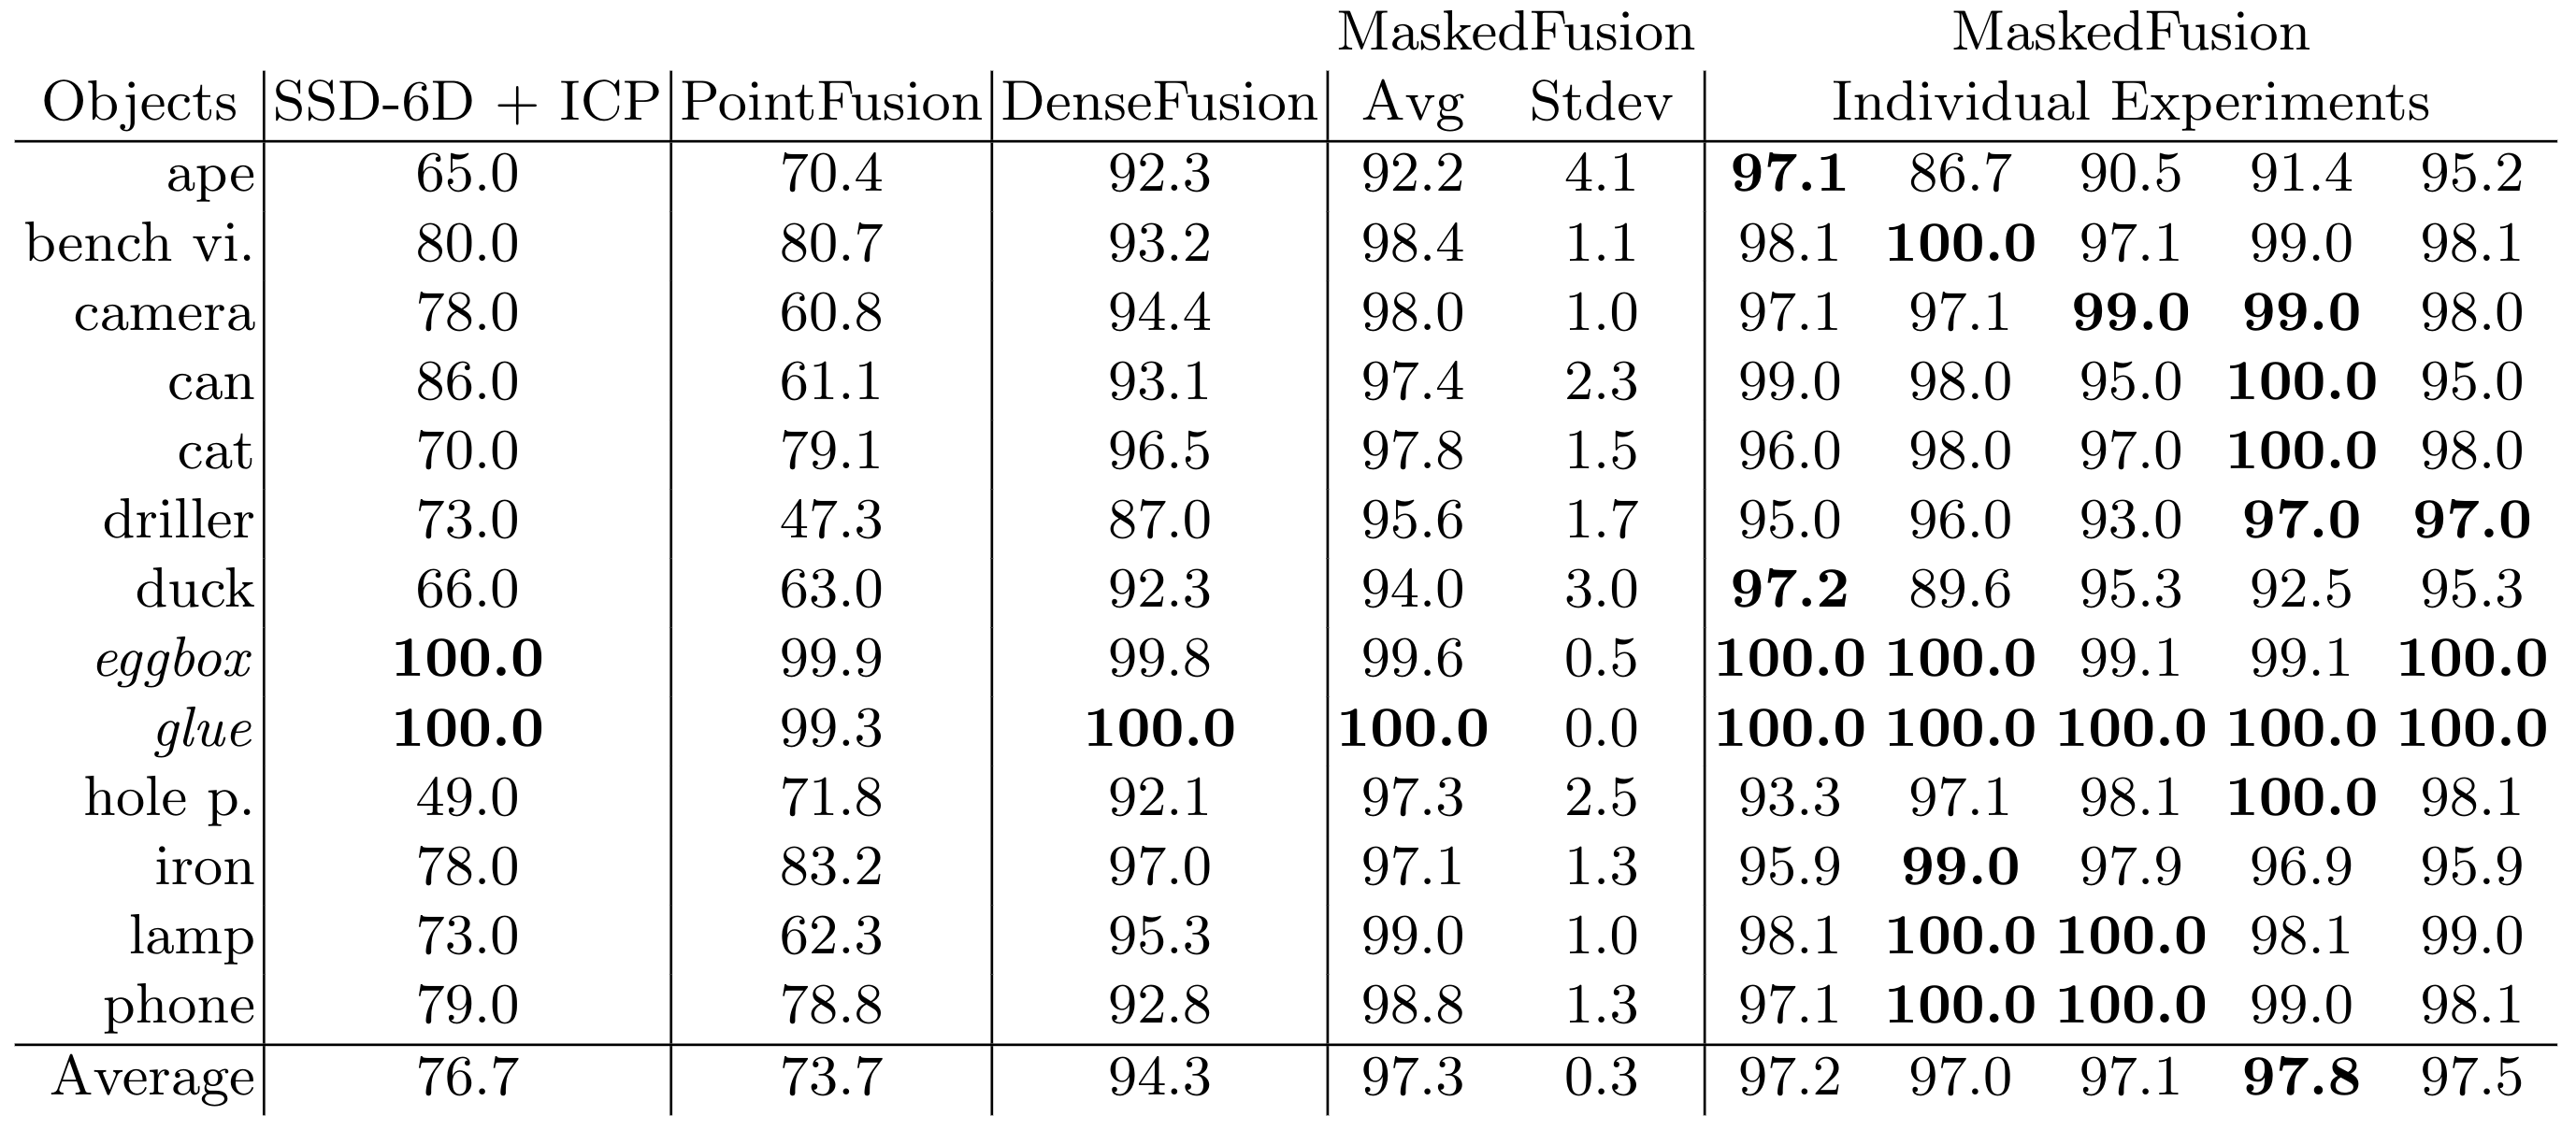 MaskedFusion MaskedFusion
Objects SSD-6D + ICP PointFusion DenseFusion Avg Stdev Individual Experiments
ape 65.0 70.4 92.3 92.2 4.1 97.1 86.7 90.5 91.4 95.2
bench vi. 80.0 80.7 93.2 98.4 1.1 98.1 100.0 97.1 99.0 98.1
camera 78.0 60.8 94.4 98.0 1.0 97.1 97.1 99.0 99.0 98.0
can 86.0 61.1 93.1 97.4 2.3 99.0 98.0 95.0 100.0 95.0
cat 70.0 79.1 96.5 97.8 1.5 96.0 98.0 97.0 100.0 98.0
driller 73.0 47.3 87.0 95.6 1.7 95.0 96.0 93.0 97.0 97.0
duck 66.0 63.0 92.3 94.0 3.0 97.2 89.6 95.3 92.5 95.3
eggbox 100.0 99.9 99.8 99.6 0.5 100.0 100.0 99.1 99.1 100.0
glue 100.0 99.3 100.0 100.0 0.0 100.0 100.0 100.0 100.0 100.0
hole p. 49.0 71.8 92.1 97.3 2.5 93.3 97.1 98.1 100.0 98.1
iron 78.0 83.2 97.0 97.1 1.3 95.9 99.0 97.9 96.9 95.9
lamp 73.0 62.3 95.3 99.0 1.0 98.1 100.0 100.0 98.1 99.0
phone 79.0 78.8 92.8 98.8 1.3 97.1 100.0 100.0 99.0 98.1
Average 76.7 73.7 94.3 97.3 0.3 97.2 97.0 97.1 97.8 97.5